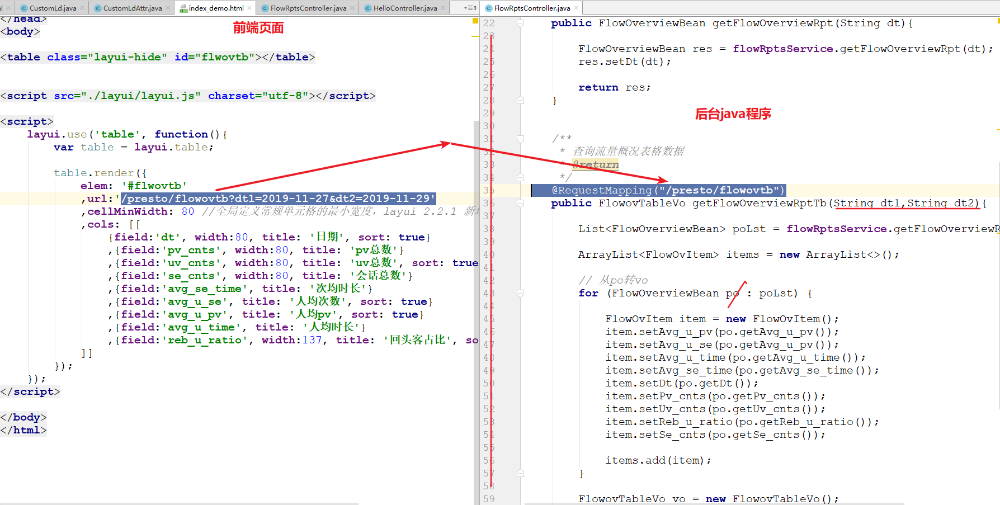 CustomLd.java
CustomLdAttr.java
index_demo.html
FlowRptsController.java
HelloController.java
FlowRptsController.java
前端页面
</head>
<body>
<table class="layui-hide" id="flwovtb"></table>
<script src="./layui/layui.js" charset="utf-8"></script>
<script>
layui.use('table', function(){
var table = layui.table;
table.render({
elem: '#flwovtb'
,url:'/presto/flowovtb?dt1=2019-11-27&dt2=2019-11-29'
,cellMinWidth: 80 //全局定义常规单元格的最小宽度，layui 2.2.1 新
,cols: [[
{field:'dt', width:80, title: '日期', sort: true}
,{field:'pv_cnts', width:80, title: 'pv总数'}
,{field:'uv_cnts', width:80, title: 'uv总数', sort: true
,{field:'se_cnts', width:80, title: '会话总数'}
,{field:'avg_se_time', title: '次均时长'}
,{field:'avg_u_se', title: '人均次数', sort: true}
,{field:'avg_u_pv', title: '人均pv', sort: true}
,{field:'avg_u_time', title: '人均时长'}
,{field:'reb_u_ratio', width:137, title: '回头客占比', so
]]
});
});
</script>
</body>
</html>
后台java程序
22 public FlowOverviewBean getFlowOverviewRpt(String dt){
23
24 FlowOverviewBean res = flowRptsService.getFlowOverviewRpt(dt);
25 res.setDt(dt);
26
27 return res;
28 }
29
30
31 /**
32 * 查询流量概况表格数据
33 * @return
34 */
35 @RequestMapping("/presto/flowovtb")
36 public FlowovTableVo getFlowOverviewRptTb(String dt1,String dt2){
37
38 List<FlowOverviewBean> poLst = flowRptsService.getFlowOverviewR
39
40 ArrayList<FlowOvItem> items = new ArrayList<>();
41
42 // 从po转vo
43 for (FlowOverviewBean po : poLst) {
44
45 FlowOvItem item = new FlowOvItem();
46 item.setAvg_u_pv(po.getAvg_u_pv());
47 item.setAvg_u_se(po.getAvg_u_pv());
48 item.setAvg_u_time(po.getAvg_u_time());
49 item.setAvg_se_time(po.getAvg_se_time());
50 item.setDt(po.getDt());
51 item.setPv_cnts(po.getPv_cnts());
52 item.setUv_cnts(po.getUv_cnts());
53 item.setReb_u_ratio(po.getReb_u_ratio());
54 item.setSe_cnts(po.getSe_cnts());
55
56 items.add(item);
57 }
58
59 FlowovTableVo vo = new FlowovTableVo();